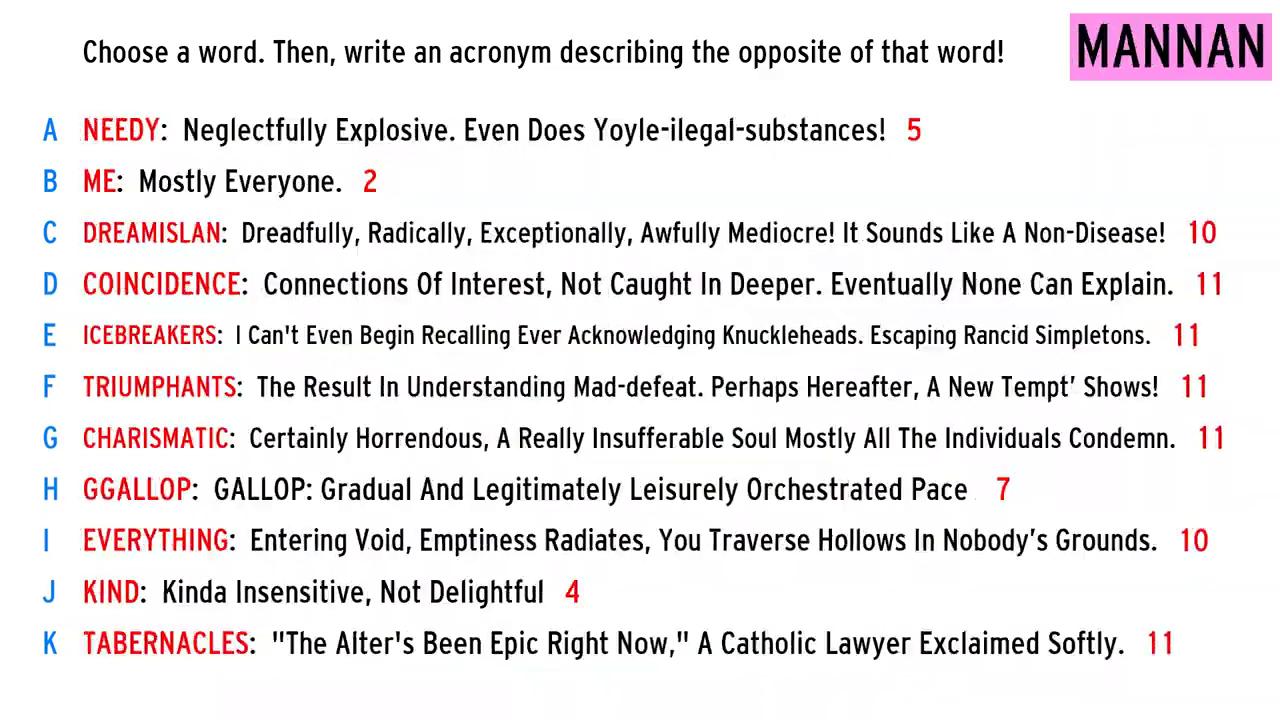 Choose a word. Then, write an acronym describing the opposite of that word!
MANNAN
A NEEDY: Neglectfully Explosive. Even Does Yoyle-ilegal-substances! 5
B ME: Mostly Everyone. 2
C DREAMISLAN: Dreadfully, Radically, Exceptionally, Awfully Mediocre! It Sounds Like A Non-Disease! 10
D COINCIDENCE: Connections Of Interest, Not Caught In Deeper. Eventually None Can Explain. 11
E ICEBREAKERS: I Can't Even Begin Recalling Ever Acknowledging Knuckleheads. Escaping Rancid Simpletons. 11
F TRIUMPHANTS: The Result In Understanding Mad-defeat. Perhaps Hereafter, A New Tempt’ Shows! 11
G CHARISMATIC: Certainly Horrendous, A Really Insufferable Soul Mostly All The Individuals Condemn. 11
H GGALLOP: GALLOP: Gradual And Legitimately Leisurely Orchestrated Pace 7
I EVERYTHING: Entering Void, Emptiness Radiates, You Traverse Hollows In Nobody’s Grounds. 10
J KIND: Kinda Insensitive, Not Delightful 4
K TABERNACLES: "The Alter's Been Epic Right Now," A Catholic Lawyer Exclaimed Softly. 11